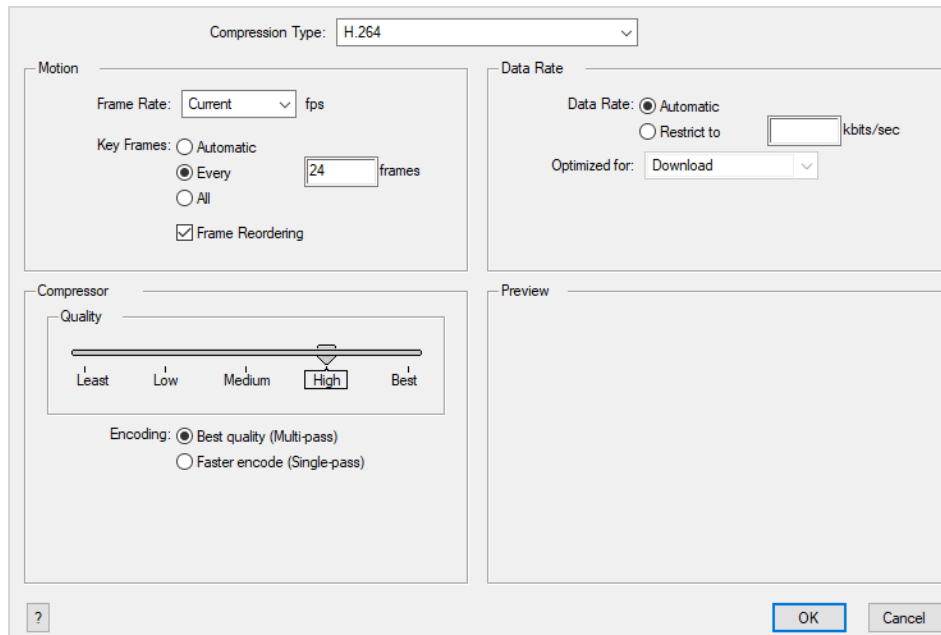 Compression Type: H.264
Motion
Frame Rate: Current fps
Key Frames: Automatic
Every 24 frames
All
Frame Reordering
Data Rate
Data Rate: Automatic
Restrict to kbits/sec
Optimized for: Download
Compressor
Quality
Least Low Medium High Best
Encoding: Best quality (Multi-pass)
Faster encode (Single-pass)
Preview
? OK Cancel